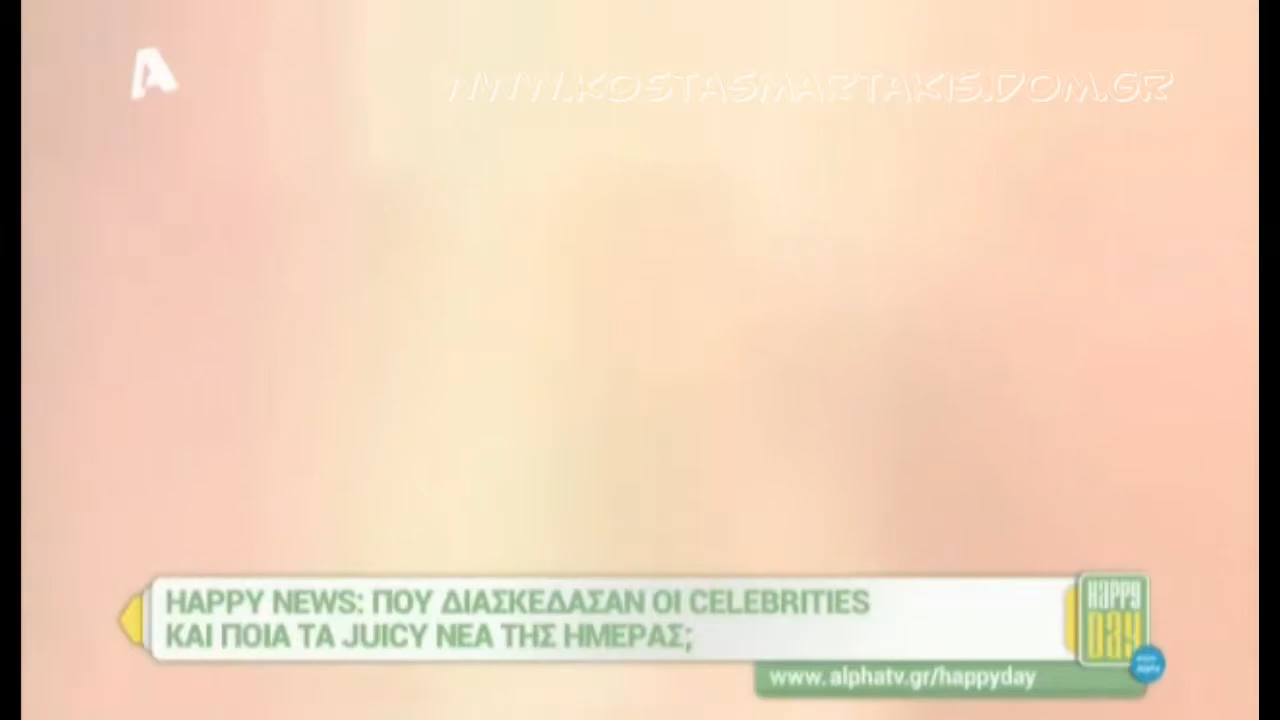 A
WWW.KOSTASMARTAKIS.DOM.GR
HAPPY NEWS: ΠΟΥ ΔΙΑΣΚΕΔΑΣΑΝ ΟΙ CELEBRITIES
ΚΑΙ ΠΟΙΑ ΤΑ JUICY ΝΕΑ ΤΗΣ ΗΜΕΡΑΣ;
HAPPY
DAY
www.alphatv.gr/happyday